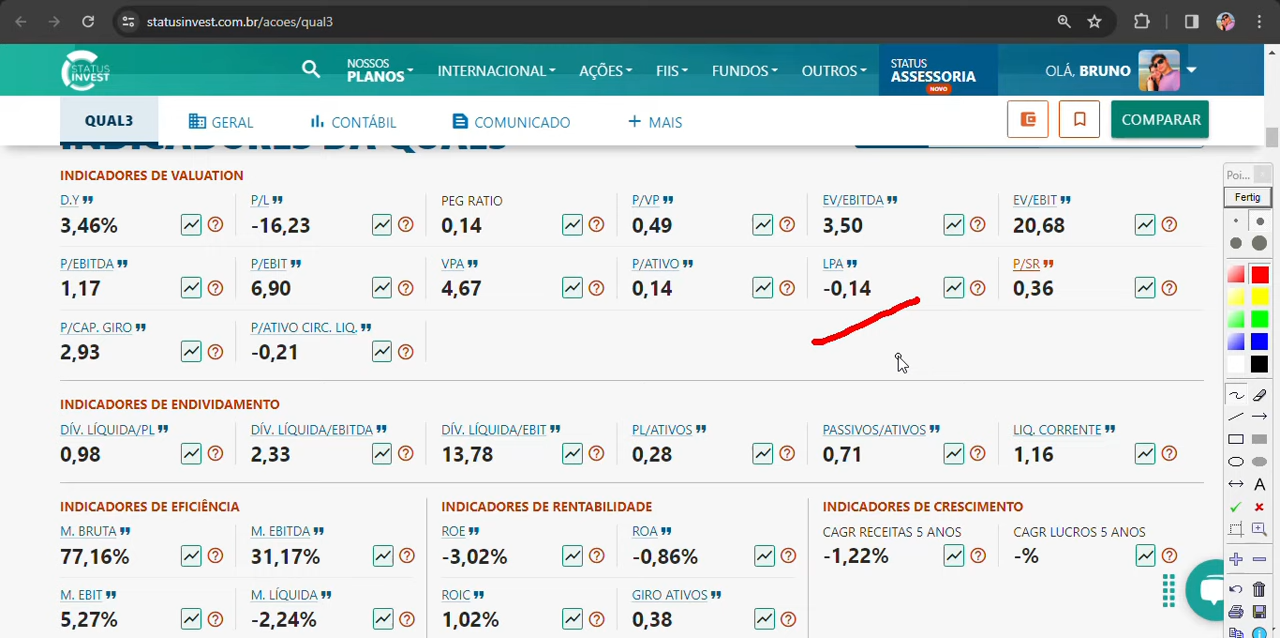 statusinvest.com.br/acoes/qual3
STATUS
INVEST
NOSSOS
PLANOS
INTERNACIONAL
AÇÕES
FIIS
FUNDOS
OUTROS
STATUS
ASSESSORIA
NOVO
OLÁ, BRUNO
QUAL3
GERAL
CONTÁBIL
COMUNICADO
+ MAIS
COMPARAR
INDICADORES DA QUAL3
INDICADORES DE VALUATION
D.Y P/L PEG RATIO P/VP EV/EBITDA EV/EBIT
3,46% -16,23 0,14 0,49 3,50 20,68
P/EBITDA P/EBIT VPA P/ATIVO LPA P/SR
1,17 6,90 4,67 0,14 -0,14 0,36
P/CAP. GIRO P/ATIVO CIRC. LIQ.
2,93 -0,21
INDICADORES DE ENDIVIDAMENTO
DÍV. LÍQUIDA/PL DÍV. LÍQUIDA/EBITDA DÍV. LÍQUIDA/EBIT PL/ATIVOS PASSIVOS/ATIVOS LIQ. CORRENTE
0,98 2,33 13,78 0,28 0,71 1,16
INDICADORES DE EFICIÊNCIA INDICADORES DE RENTABILIDADE INDICADORES DE CRESCIMENTO
M. BRUTA M. EBITDA ROE ROA CAGR RECEITAS 5 ANOS CAGR LUCROS 5 ANOS
77,16% 31,17% -3,02% -0,86% -1,22% -%
M. EBIT M. LÍQUIDA ROIC GIRO ATIVOS
5,27% -2,24% 1,02% 0,38
Poi...
Fertig
A